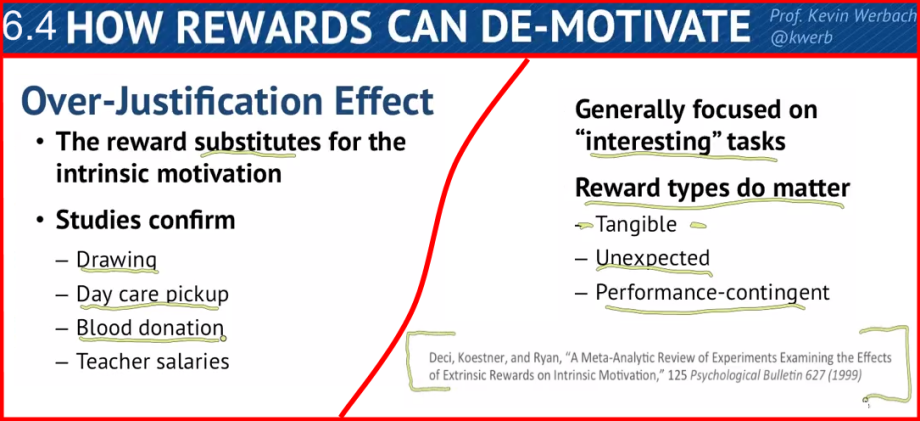 6.4 HOW REWARDS CAN DE-MOTIVATE
Prof. Kevin Werbach
@kwerb
Over-Justification Effect
• The reward substitutes for the
intrinsic motivation
• Studies confirm
– Drawing
– Day care pickup
– Blood donation
– Teacher salaries
Generally focused on
“interesting” tasks
Reward types do matter
– Tangible
– Unexpected
– Performance-contingent
Deci, Koestner, and Ryan, “A Meta-Analytic Review of Experiments Examining the Effects
of Extrinsic Rewards on Intrinsic Motivation,” 125 Psychological Bulletin 627 (1999)